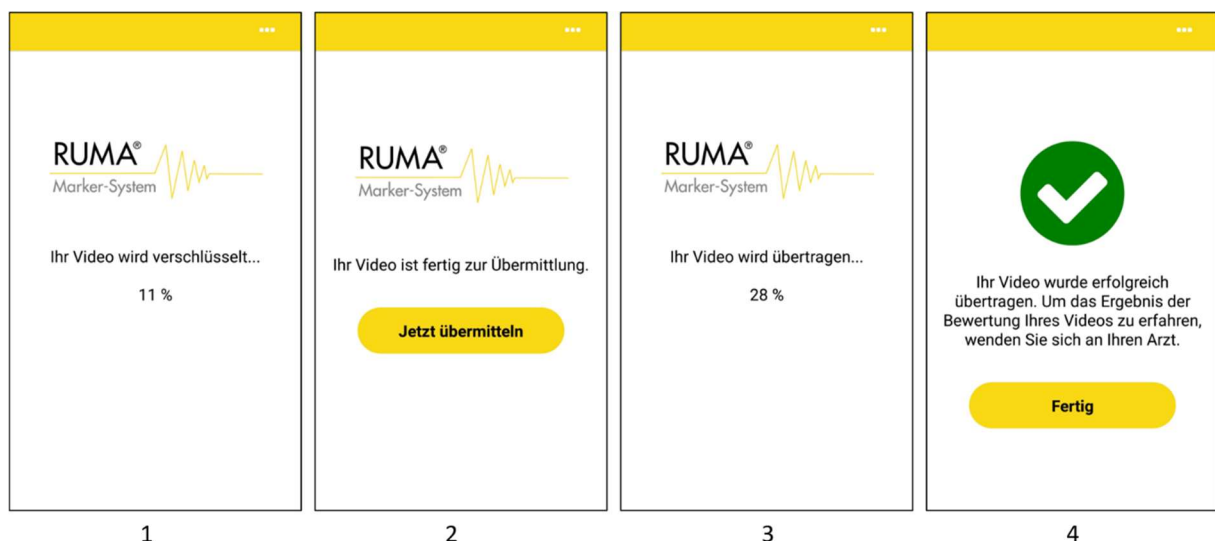 RUMA®
Marker-System
Ihr Video wird verschlüsselt...
11 %
1
RUMA®
Marker-System
Ihr Video ist fertig zur Übermittlung.
Jetzt übermitteln
2
RUMA®
Marker-System
Ihr Video wird übertragen...
28 %
3
Ihr Video wurde erfolgreich
übertragen. Um das Ergebnis der
Bewertung Ihres Videos zu erfahren,
wenden Sie sich an Ihren Arzt.
Fertig
4